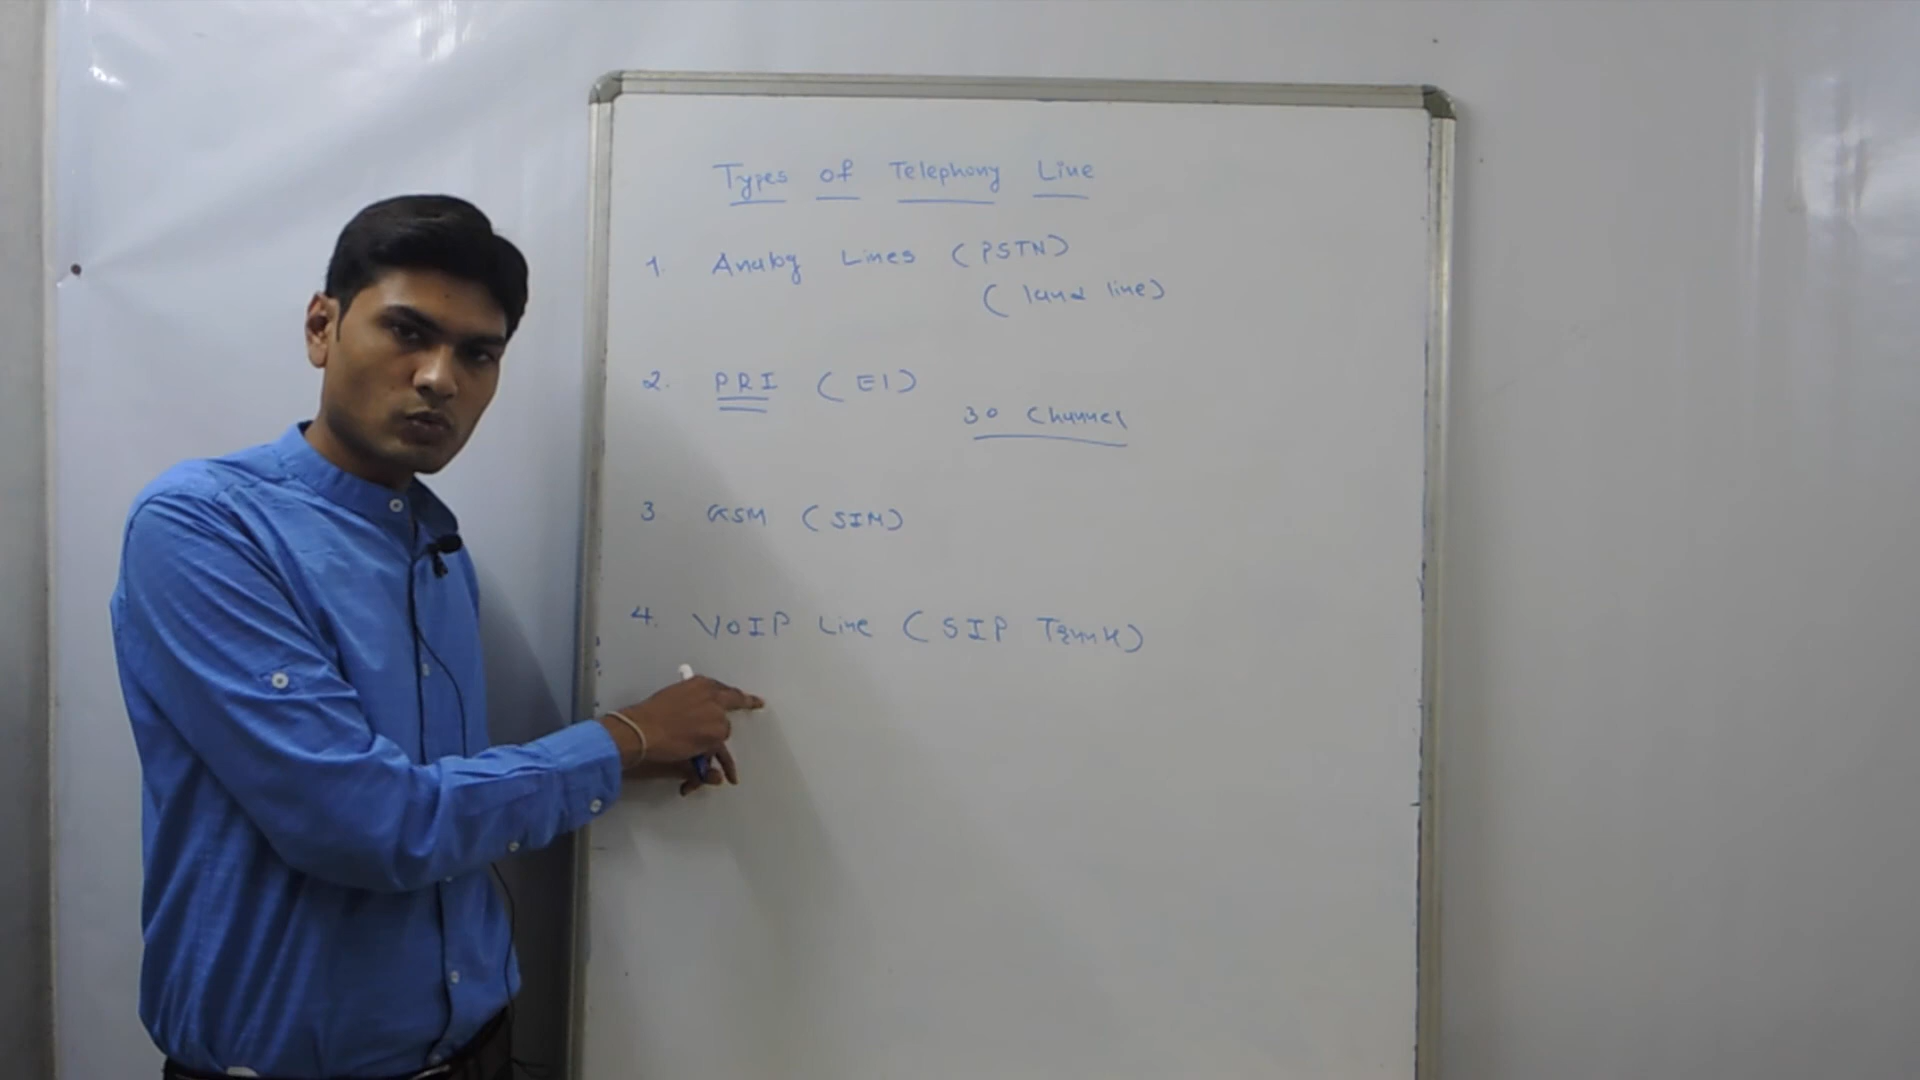 Types of Telephony Line
1. Analog Lines (PSTN)
(land line)
2. PRI (E1)
30 Channel
3 GSM (SIM)
4. VOIP Line (SIP Trunk)